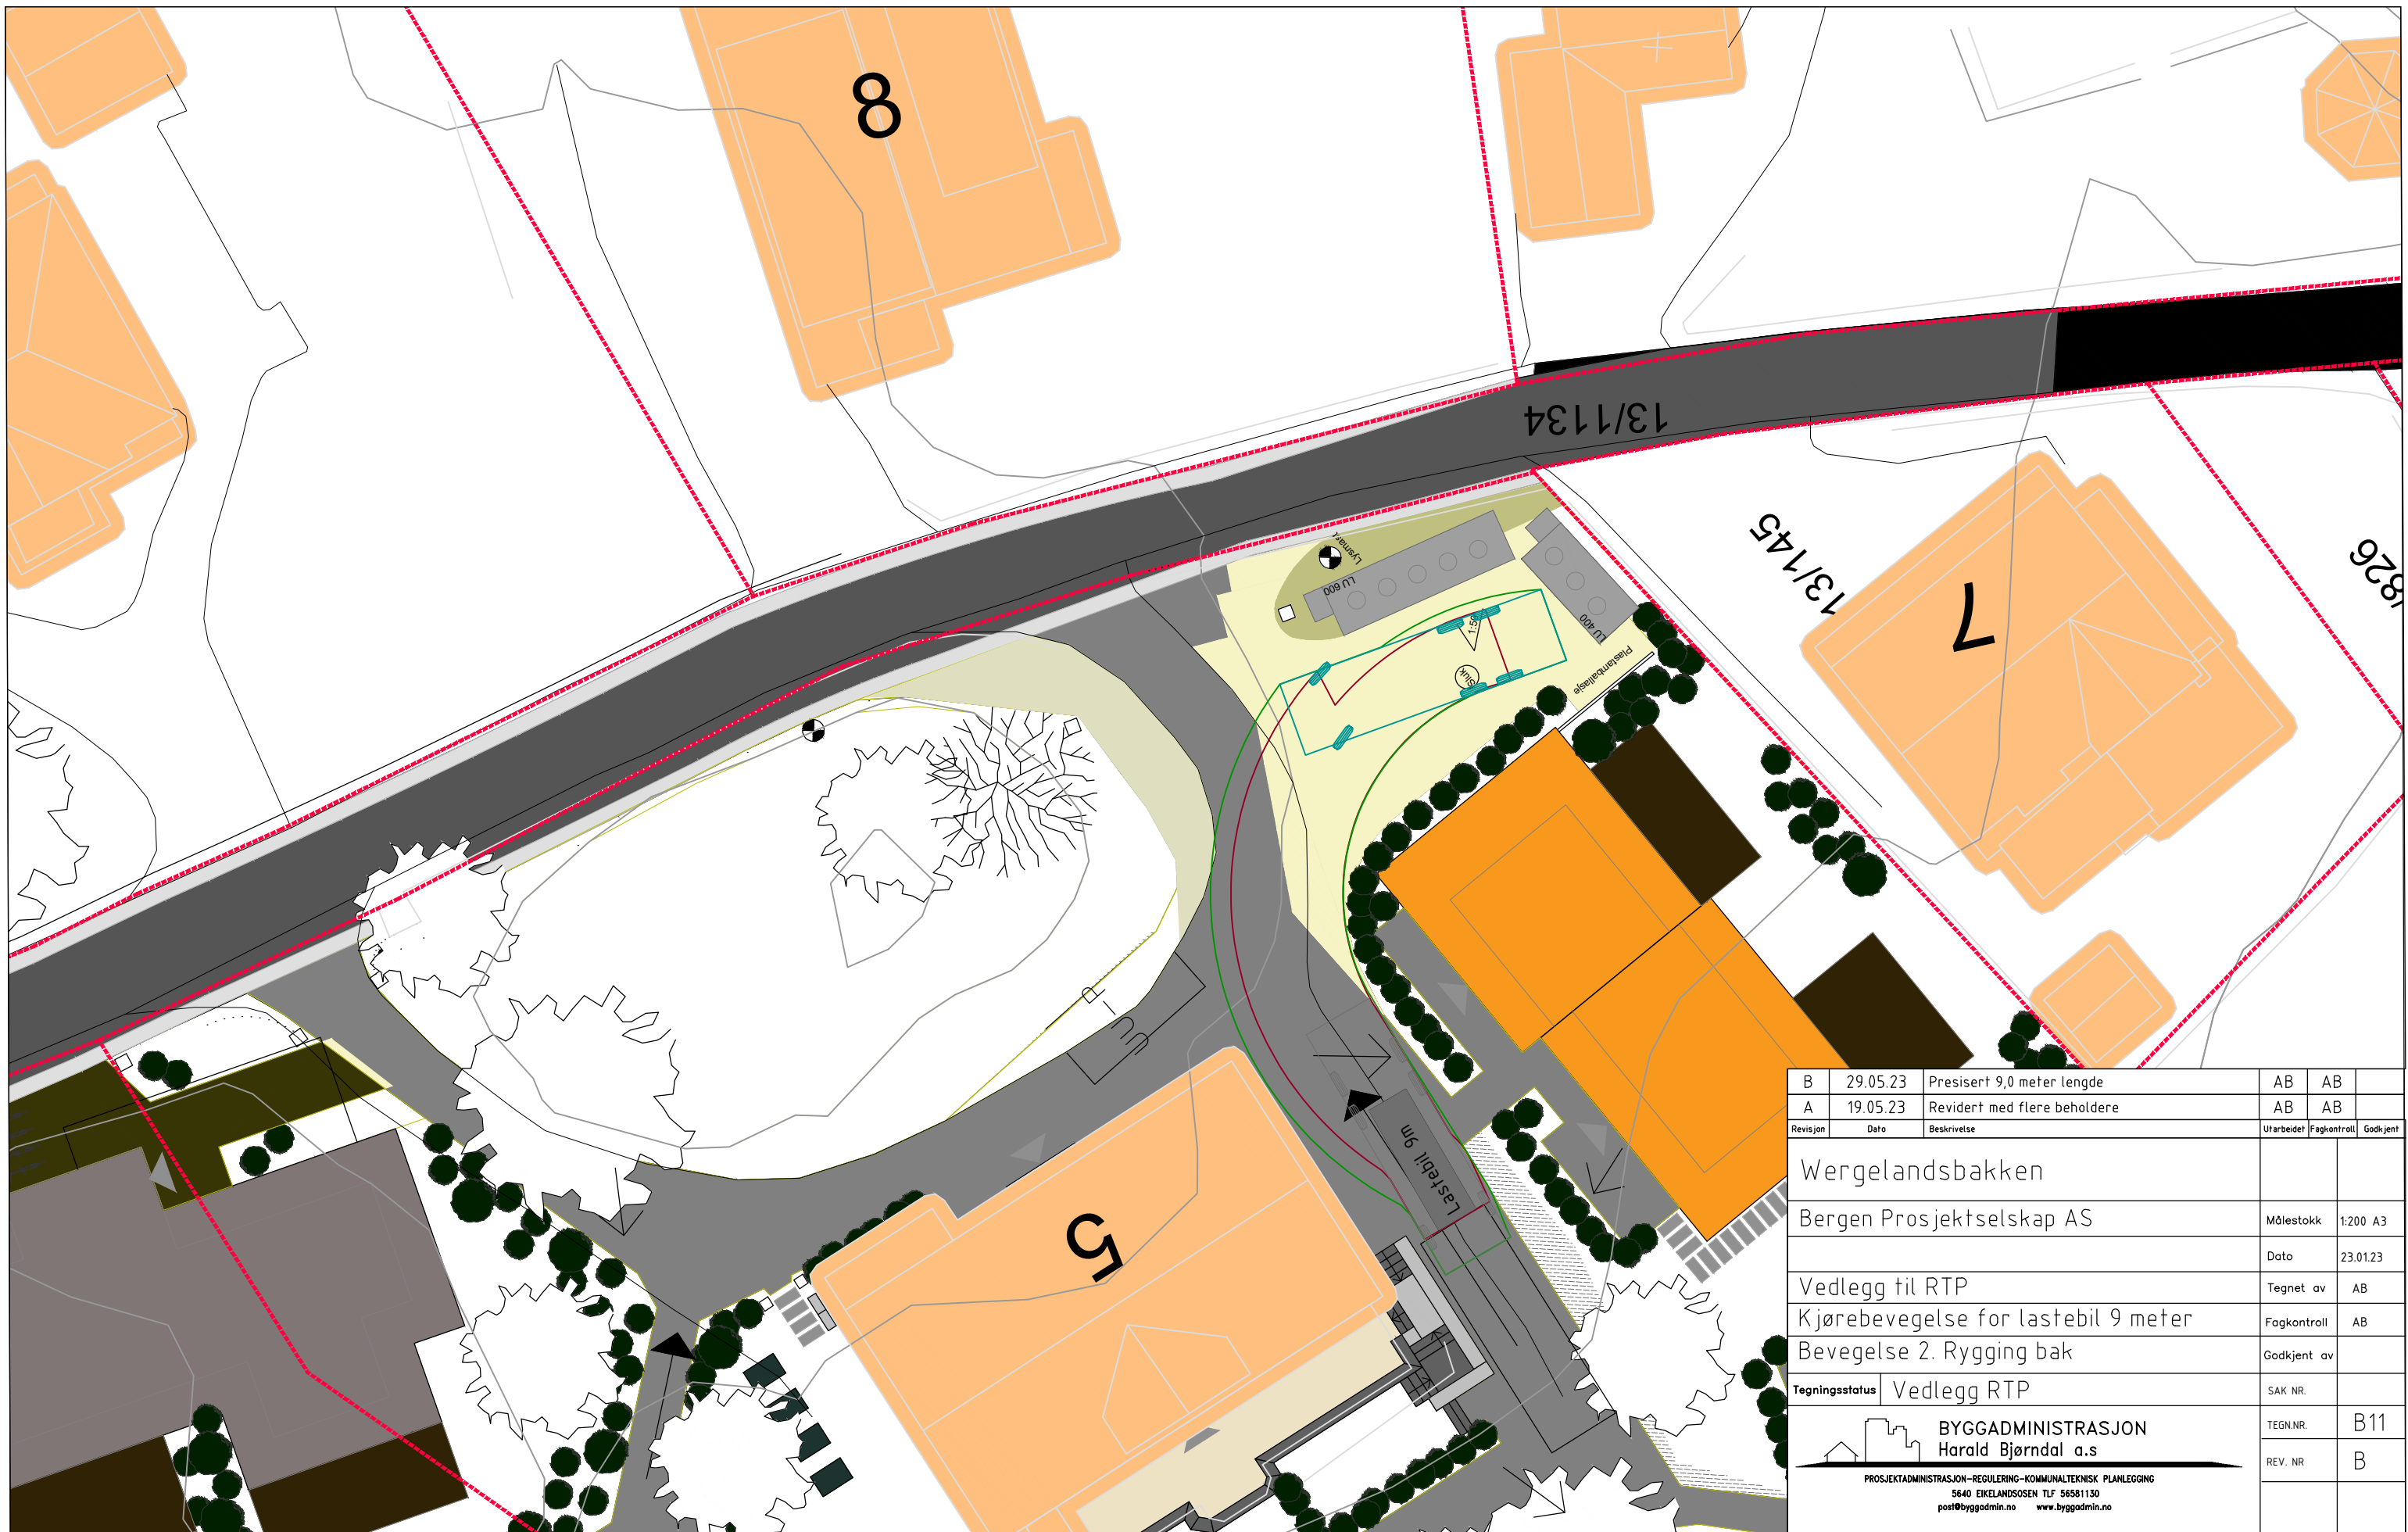 8
13/1134
13/145
7
Lysmast
LU 600
LU 400
1:50
Sluk
Plastemballasje
P
Lastebil 9m
5
B 29.05.23 Presisert 9,0 meter lengde AB AB
A 19.05.23 Revidert med flere beholdere AB AB
Revisjon Dato Beskrivelse Utarbeidet Fagkontroll Godkjent
Wergelandsbakken
Bergen Prosjektselskap AS Målestokk 1:200 A3
Dato 23.01.23
Vedlegg til RTP Tegnet av AB
Kjørebevegelse for lastebil 9 meter Fagkontroll AB
Bevegelse 2. Rygging bak Godkjent av
Tegningsstatus Vedlegg RTP SAK NR.
BYGGADMINISTRASJON TEGN.NR. B11
Harald Bjørndal a.s
REV. NR B
PROSJEKTADMINISTRASJON-REGULERING-KOMMUNALTEKNISK PLANLEGGING
5640 EIKELANDSOSEN TLF 56581130
post@byggadmin.no www.byggadmin.no